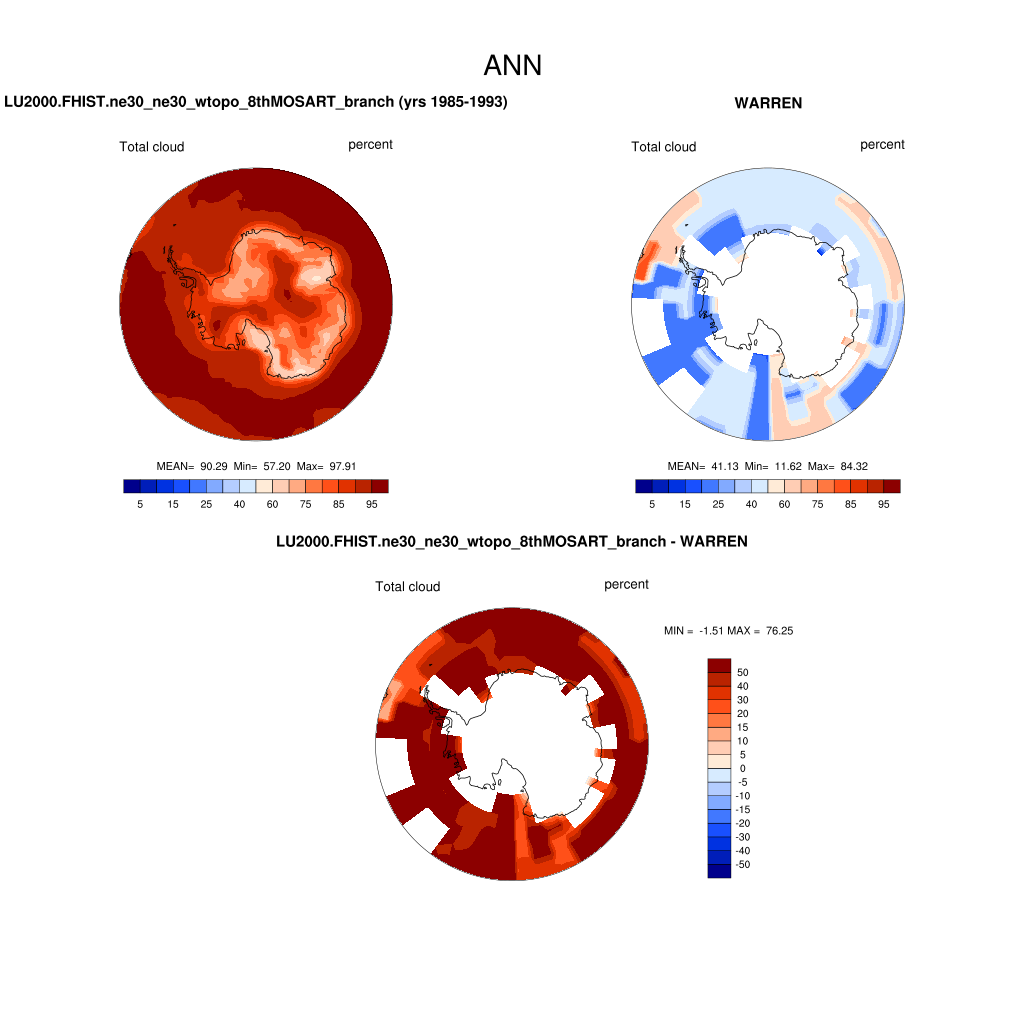 ANN
LU2000.FHIST.ne30_ne30_wtopo_8thMOSART_branch (yrs 1985-1993)
Total cloud percent
MEAN= 90.29 Min= 57.20 Max= 97.91
5 15 25 40 60 75 85 95
WARREN
Total cloud percent
MEAN= 41.13 Min= 11.62 Max= 84.32
5 15 25 40 60 75 85 95
LU2000.FHIST.ne30_ne30_wtopo_8thMOSART_branch - WARREN
Total cloud percent
MIN = -1.51 MAX = 76.25
50
40
30
20
15
10
5
0
-5
-10
-15
-20
-30
-40
-50